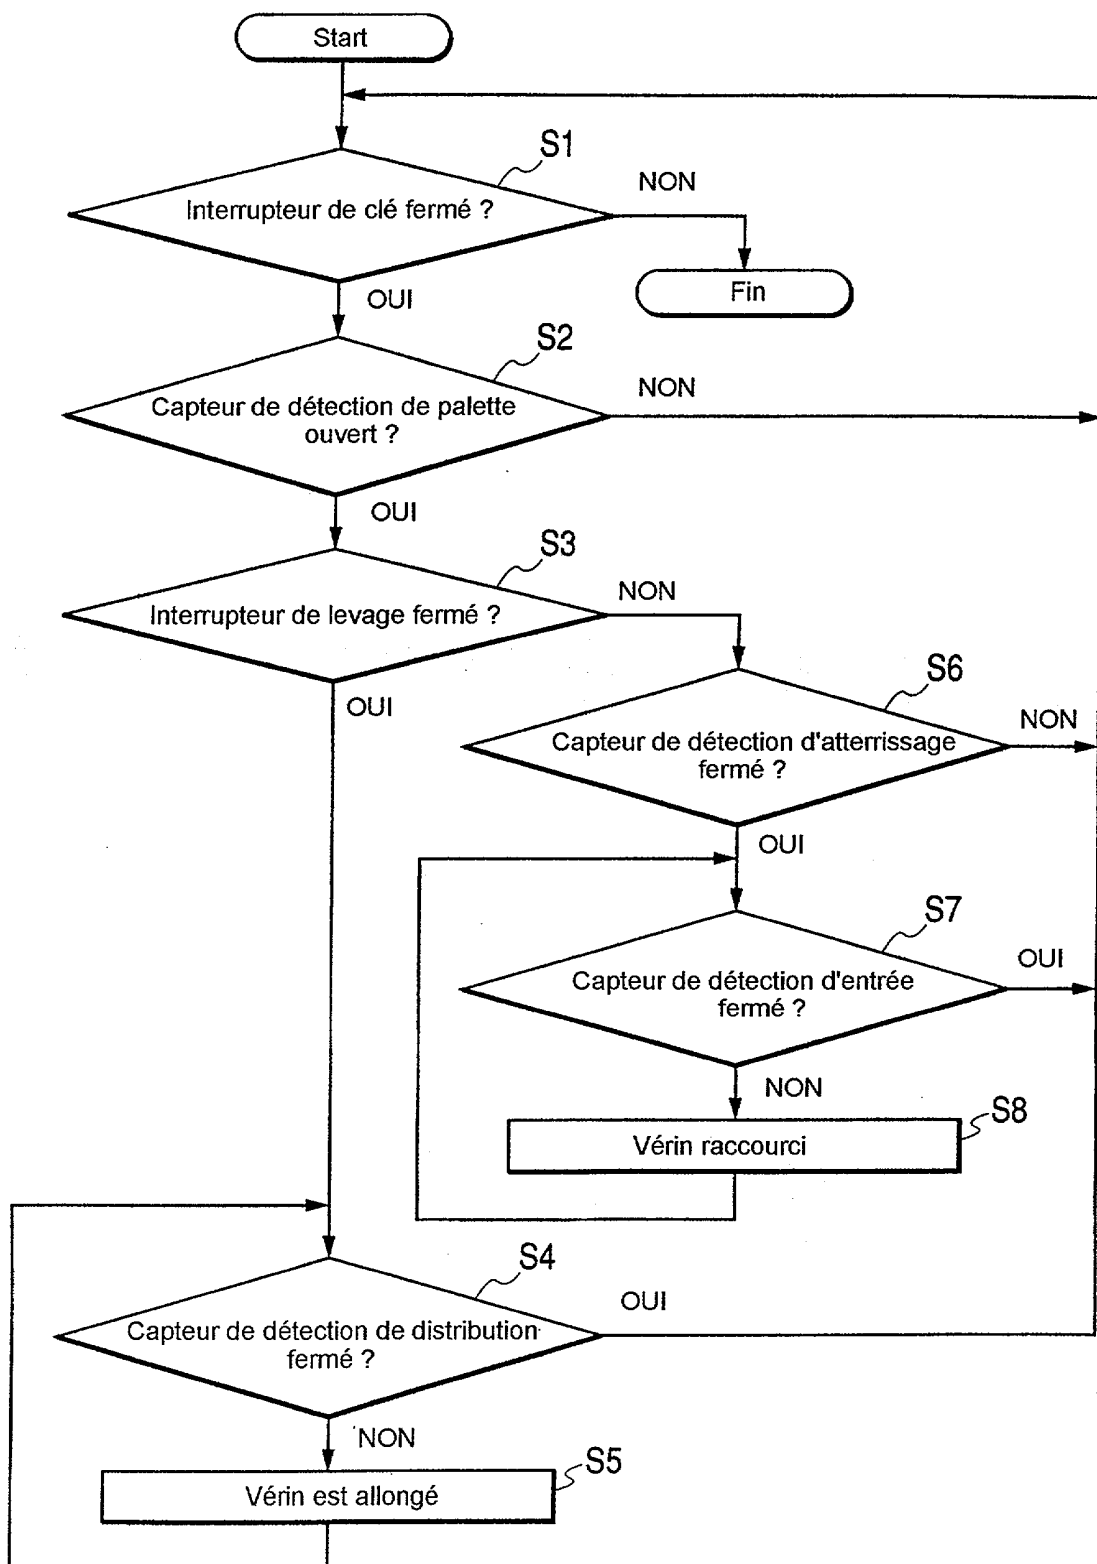 Start
S1
Interrupteur de clé fermé ?
NON
Fin
OUI
S2
Capteur de détection de palette
ouvert ?
NON
OUI
S3
Interrupteur de levage fermé ?
NON
OUI
S6
Capteur de détection d'atterrissage
fermé ?
NON
OUI
S7
Capteur de détection d'entrée
fermé ?
OUI
NON
S8
Vérin raccourci
S4
Capteur de détection de distribution
fermé ?
OUI
NON
S5
Vérin est allongé